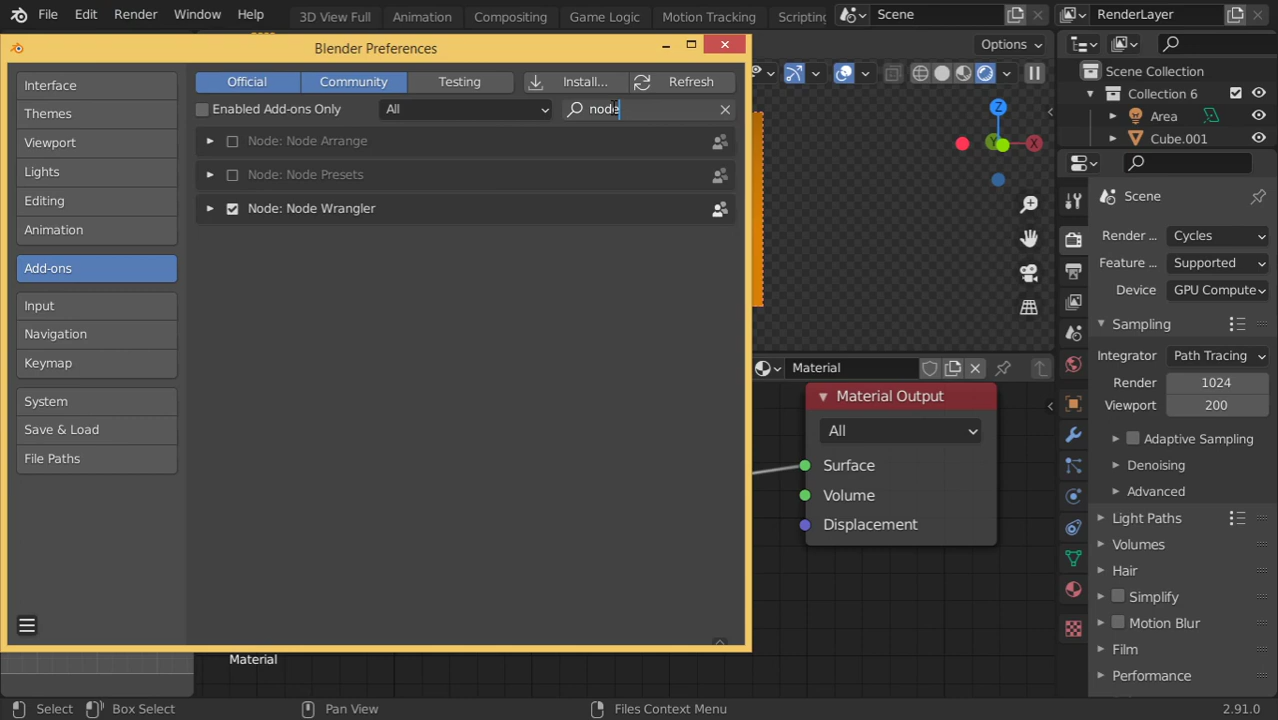 File Edit Render Window Help 3D View Full Animation Compositing Game Logic Motion Tracking Scripting Scene RenderLayer
Blender Preferences
Options
Interface
Themes
Viewport
Lights
Editing
Animation
Add-ons
Input
Navigation
Keymap
System
Save & Load
File Paths
Official Community Testing Install... Refresh
Enabled Add-ons Only All node
Node: Node Arrange
Node: Node Presets
Node: Node Wrangler
Z
X
Y
Material
Material Output
All
Surface
Volume
Displacement
Material
Scene Collection
Collection 6
Area
Cube.001
Scene
Render ... Cycles
Feature ... Supported
Device GPU Compute
Sampling
Integrator Path Tracing
Render 1024
Viewport 200
Adaptive Sampling
Denoising
Advanced
Light Paths
Volumes
Hair
Simplify
Motion Blur
Film
Performance
Select Box Select Pan View Files Context Menu 2.91.0